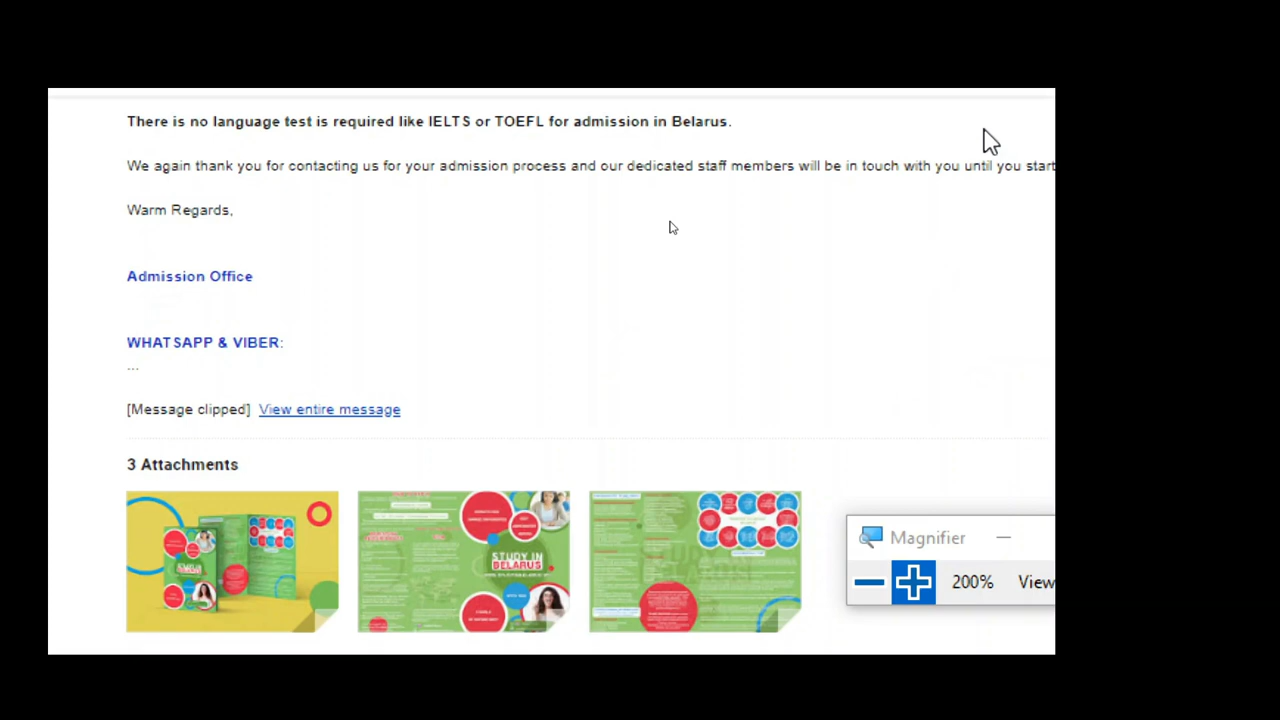 There is no language test is required like IELTS or TOEFL for admission in Belarus.
We again thank you for contacting us for your admission process and our dedicated staff members will be in touch with you until you start
Warm Regards,
Admission Office
WHATSAPP & VIBER:
...
[Message clipped] View entire message
3 Attachments
STUDY IN
BELARUS
Magnifier
200%
View